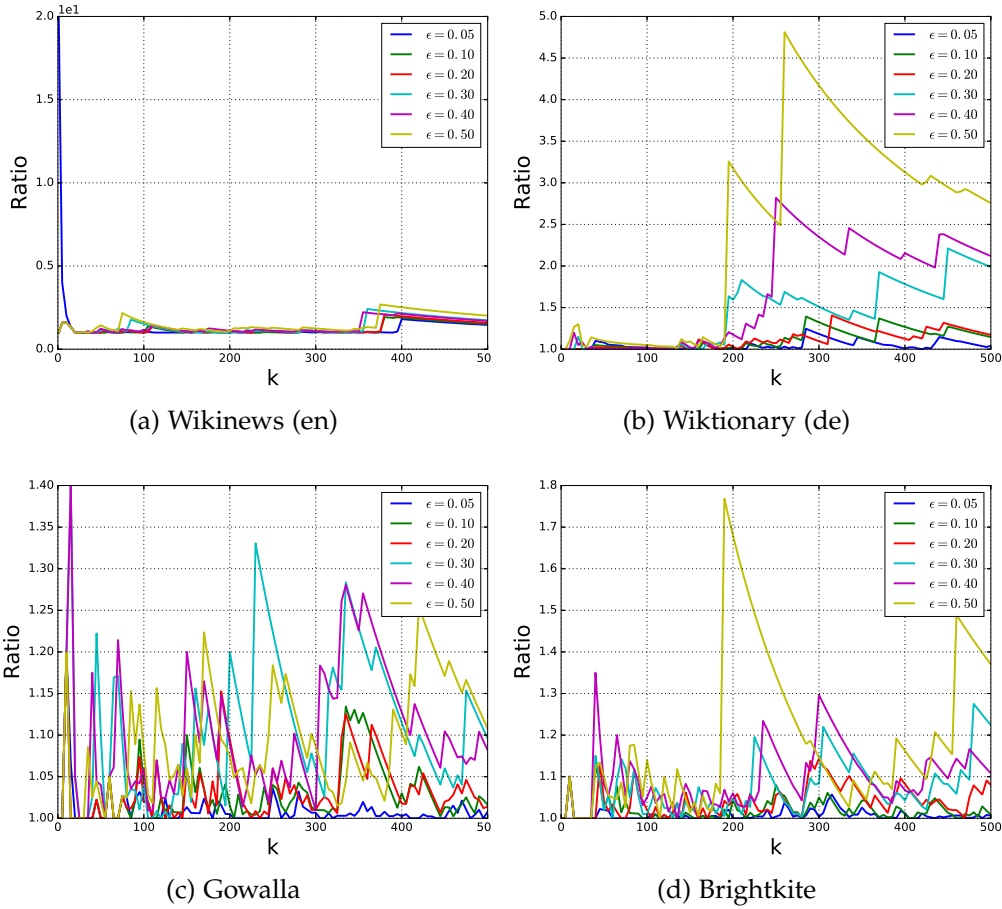 1e1
2.0
1.5
1.0
0.5
0.0
0 100 200 300 400 50
Ratio
k
ϵ = 0.05
ϵ = 0.10
ϵ = 0.20
ϵ = 0.30
ϵ = 0.40
ϵ = 0.50
(a) Wikinews (en)
5.0
4.5
4.0
3.5
3.0
2.5
2.0
1.5
1.0
0 100 200 300 400 500
Ratio
k
ϵ = 0.05
ϵ = 0.10
ϵ = 0.20
ϵ = 0.30
ϵ = 0.40
ϵ = 0.50
(b) Wiktionary (de)
1.40
1.35
1.30
1.25
1.20
1.15
1.10
1.05
1.00
0 100 200 300 400 50
Ratio
k
ϵ = 0.05
ϵ = 0.10
ϵ = 0.20
ϵ = 0.30
ϵ = 0.40
ϵ = 0.50
(c) Gowalla
1.8
1.7
1.6
1.5
1.4
1.3
1.2
1.1
1.0
0 100 200 300 400 500
Ratio
k
ϵ = 0.05
ϵ = 0.10
ϵ = 0.20
ϵ = 0.30
ϵ = 0.40
ϵ = 0.50
(d) Brightkite